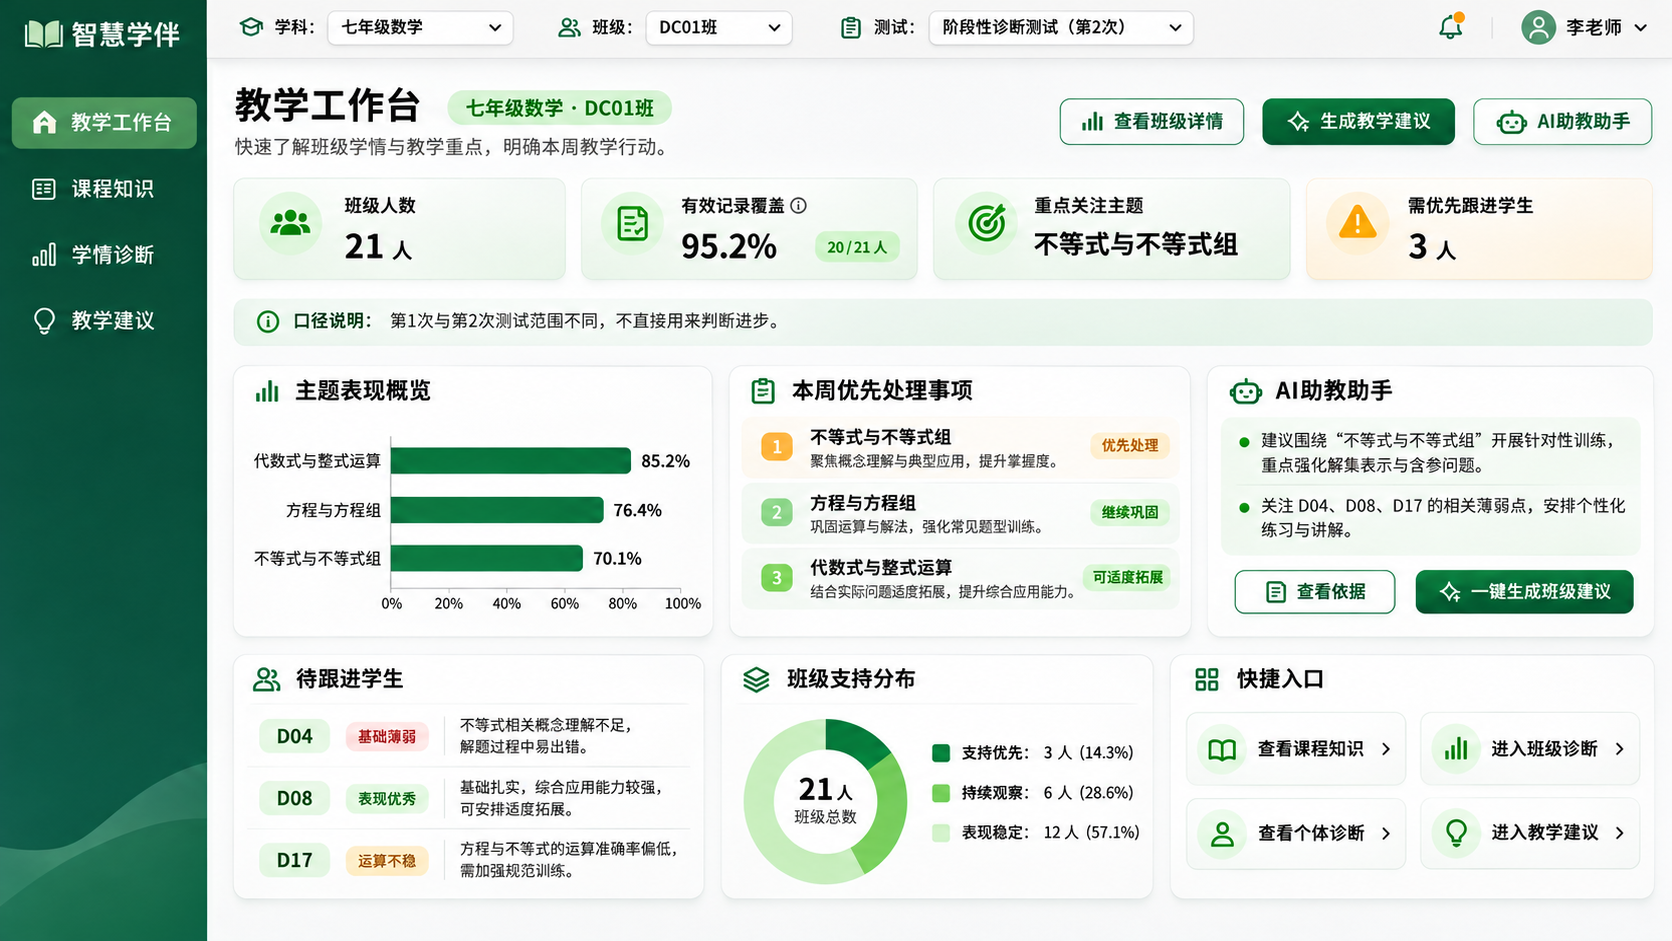 智慧学伴
学科：
七年级数学
班级：
DC01班
测试：
阶段性诊断测试（第2次）
李老师
教学工作台
课程知识
学情诊断
教学建议
教学工作台
七年级数学 · DC01班
快速了解班级学情与教学重点，明确本周教学行动。
查看班级详情
生成教学建议
AI助教助手
班级人数
21 人
有效记录覆盖
95.2%
20/21 人
重点关注主题
不等式与不等式组
需优先跟进学生
3 人
口径说明： 第1次与第2次测试范围不同，不直接用来判断进步。
主题表现概览
代数式与整式运算
85.2%
方程与方程组
76.4%
不等式与不等式组
70.1%
0% 20% 40% 60% 80% 100%
本周优先处理事项
1
不等式与不等式组
聚焦概念理解与典型应用，提升掌握度。
优先处理
2
方程与方程组
巩固运算与解法，强化常见题型训练。
继续巩固
3
代数式与整式运算
结合实际问题适度拓展，提升综合应用能力。
可适度拓展
AI助教助手
建议围绕“不等式与不等式组”开展针对性训练，
重点强化解集表示与含参问题。
关注 D04、D08、D17 的相关薄弱点，安排个性化
练习与讲解。
查看依据
一键生成班级建议
待跟进学生
D04
基础薄弱
不等式相关概念理解不足，
解题过程中易出错。
D08
表现优秀
基础扎实，综合应用能力较强，
可安排适度拓展。
D17
运算不稳
方程与不等式的运算准确率偏低，
需加强规范训练。
班级支持分布
21 人
班级总数
支持优先： 3 人 (14.3%)
持续观察： 6 人 (28.6%)
表现稳定： 12 人 (57.1%)
快捷入口
查看课程知识
进入班级诊断
查看个体诊断
进入教学建议